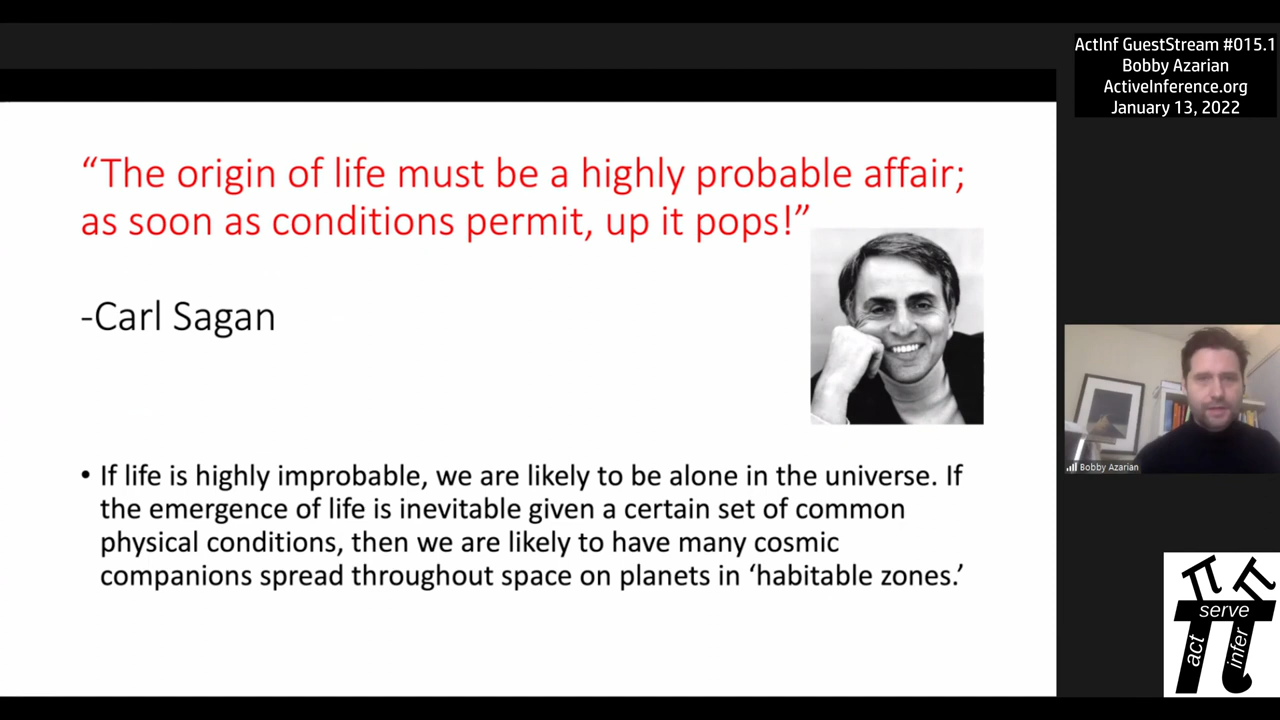 “The origin of life must be a highly probable affair;
as soon as conditions permit, up it pops!”
-Carl Sagan
• If life is highly improbable, we are likely to be alone in the universe. If
the emergence of life is inevitable given a certain set of common
physical conditions, then we are likely to have many cosmic
companions spread throughout space on planets in ‘habitable zones.’
ActInf GuestStream #015.1
Bobby Azarian
ActiveInference.org
January 13, 2022
Bobby Azarian
serve
act
infer